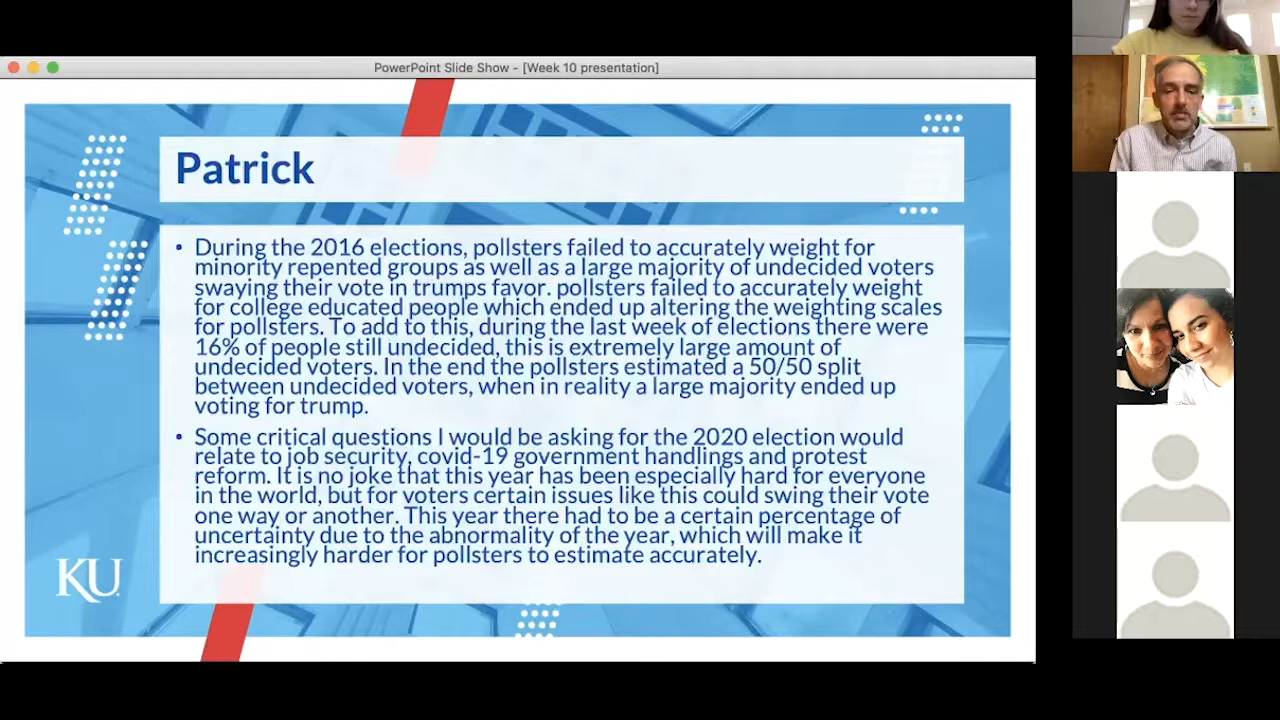 PowerPoint Slide Show - [Week 10 presentation]
Patrick
• During the 2016 elections, pollsters failed to accurately weight for
minority repented groups as well as a large majority of undecided voters
swaying their vote in trumps favor. pollsters failed to accurately weight
for college educated people which ended up altering the weighting scales
for pollsters. To add to this, during the last week of elections there were
16% of people still undecided, this is extremely large amount of
undecided voters. In the end the pollsters estimated a 50/50 split
between undecided voters, when in reality a large majority ended up
voting for trump.
• Some critical questions I would be asking for the 2020 election would
relate to job security, covid-19 government handlings and protest
reform. It is no joke that this year has been especially hard for everyone
in the world, but for voters certain issues like this could swing their vote
one way or another. This year there had to be a certain percentage of
uncertainty due to the abnormality of the year, which will make it
increasingly harder for pollsters to estimate accurately.
KU